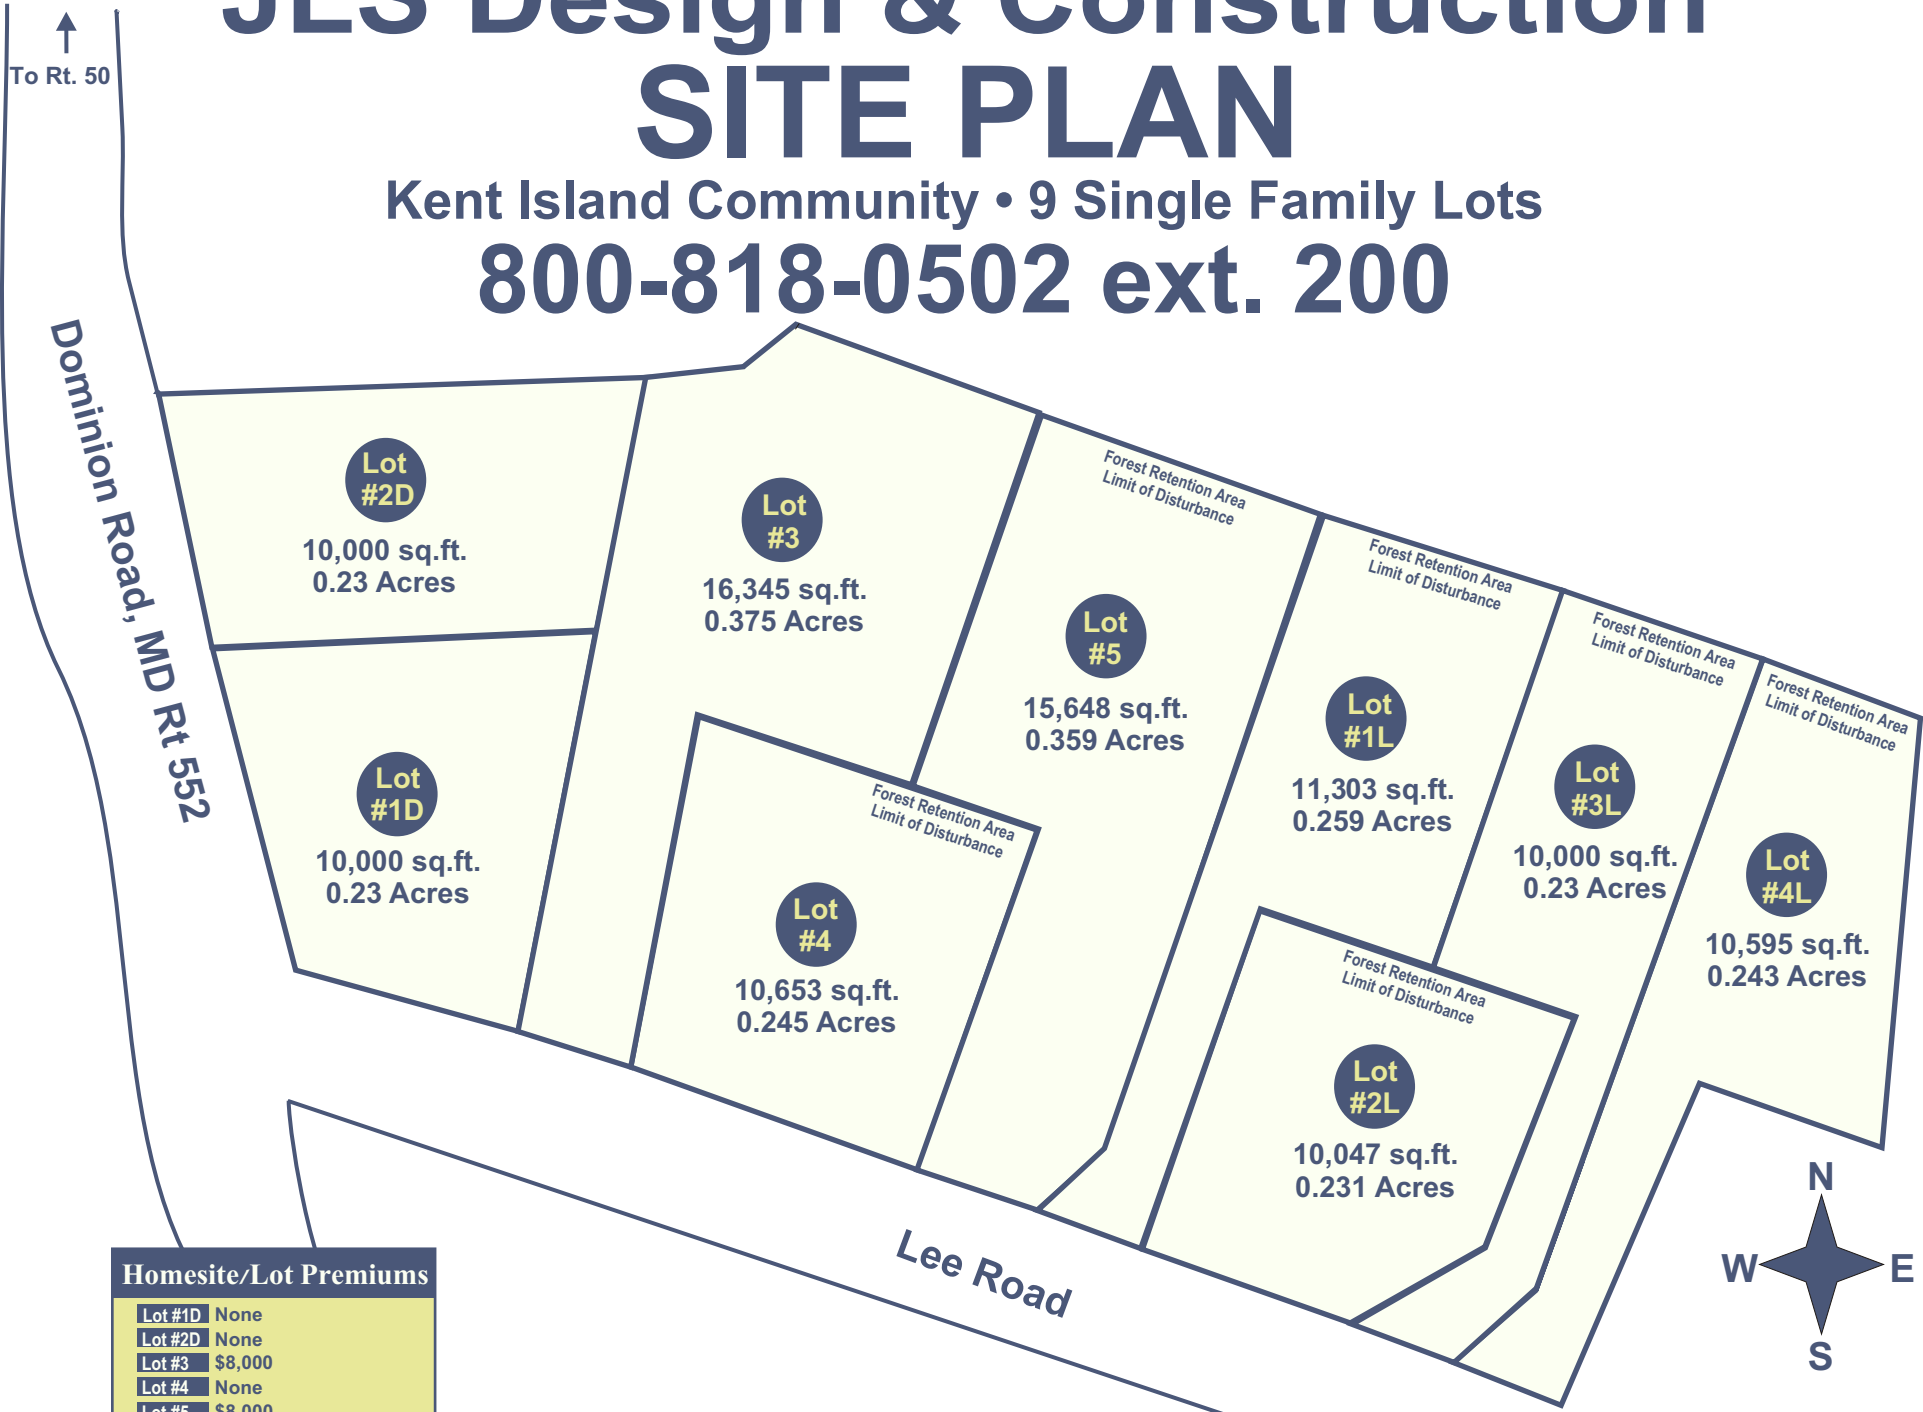 JLS Design & Construction
SITE PLAN
Kent Island Community • 9 Single Family Lots
800-818-0502 ext. 200
To Rt. 50
Dominion Road, MD Rt 552
Lot
#2D
10,000 sq.ft.
0.23 Acres
Lot
#1D
10,000 sq.ft.
0.23 Acres
Lot
#3
16,345 sq.ft.
0.375 Acres
Forest Retention Area
Limit of Disturbance
Lot
#4
10,653 sq.ft.
0.245 Acres
Forest Retention Area
Limit of Disturbance
Lot
#5
15,648 sq.ft.
0.359 Acres
Forest Retention Area
Limit of Disturbance
Lot
#1L
11,303 sq.ft.
0.259 Acres
Forest Retention Area
Limit of Disturbance
Lot
#2L
10,047 sq.ft.
0.231 Acres
Forest Retention Area
Limit of Disturbance
Lot
#3L
10,000 sq.ft.
0.23 Acres
Forest Retention Area
Limit of Disturbance
Lot
#4L
10,595 sq.ft.
0.243 Acres
Lee Road
N
W
E
S
Homesite/Lot Premiums
Lot #1D None
Lot #2D None
Lot #3 $8,000
Lot #4 None
Lot #5 $8,000